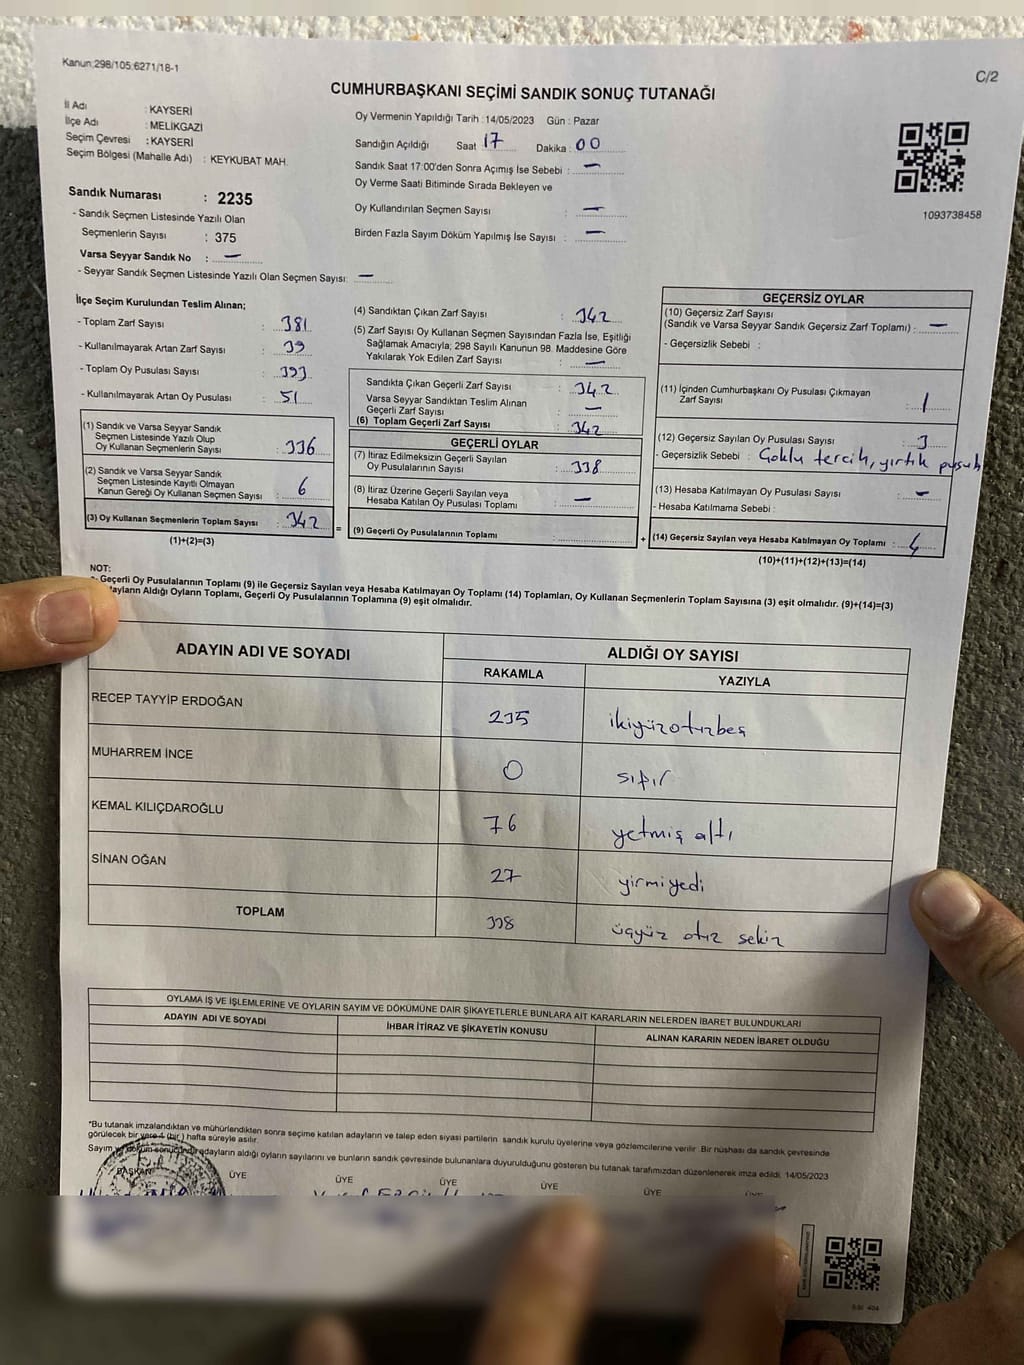 Kanun:298/105;6271/18-1
C/2
CUMHURBAŞKANI SEÇİMİ SANDIK SONUÇ TUTANAĞI
İl Adı : KAYSERİ
İlçe Adı : MELİKGAZİ
Seçim Çevresi : KAYSERİ
Seçim Bölgesi (Mahalle Adı) : KEYKUBAT MAH.
Oy Vermenin Yapıldığı Tarih :14/05/2023 Gün : Pazar
Sandığın Açıldığı Saat 17 Dakika : 00
Sandık Saat 17:00'den Sonra Açımış İse Sebebi : —
Oy Verme Saati Bitiminde Sırada Bekleyen ve
Oy Kullandırılan Seçmen Sayısı : —
Birden Fazla Sayım Döküm Yapılmış İse Sayısı : —
1093738458
Sandık Numarası : 2235
- Sandık Seçmen Listesinde Yazılı Olan
Seçmenlerin Sayısı : 375
Varsa Seyyar Sandık No : —
- Seyyar Sandık Seçmen Listesinde Yazılı Olan Seçmen Sayısı: —
İlçe Seçim Kurulundan Teslim Alınan;
- Toplam Zarf Sayısı : 381
- Kullanılmayarak Artan Zarf Sayısı : 39
- Toplam Oy Pusulası Sayısı : 393
- Kullanılmayarak Artan Oy Pusulası : 51
(1) Sandık ve Varsa Seyyar Sandık
Seçmen Listesinde Yazılı Olup
Oy Kullanan Seçmenlerin Sayısı : 336
(2) Sandık ve Varsa Seyyar Sandık
Seçmen Listesinde Kayıtlı Olmayan
Kanun Gereği Oy Kullanan Seçmen Sayısı : 6
(3) Oy Kullanan Seçmenlerin Toplam Sayısı : 342
(1)+(2)=(3)
=
(4) Sandıktan Çıkan Zarf Sayısı : 342
(5) Zarf Sayısı Oy Kullanan Seçmen Sayısından Fazla İse, Eşitliği
Sağlamak Amacıyla; 298 Sayılı Kanunun 98. Maddesine Göre
Yakılarak Yok Edilen Zarf Sayısı : —
Sandıkta Çıkan Geçerli Zarf Sayısı : 342
Varsa Seyyar Sandıktan Teslim Alınan
Geçerli Zarf Sayısı : —
(6) Toplam Geçerli Zarf Sayısı : 342
GEÇERLİ OYLAR
(7) İtiraz Edilmeksizin Geçerli Sayılan
Oy Pusulalarının Sayısı : 338
(8) İtiraz Üzerine Geçerli Sayılan veya
Hesaba Katılan Oy Pusulası Toplamı : —
(9) Geçerli Oy Pusulalarının Toplamı :
+
GEÇERSİZ OYLAR
(10) Geçersiz Zarf Sayısı
(Sandık ve Varsa Seyyar Sandık Geçersiz Zarf Toplamı) : —
- Geçersizlik Sebebi :
(11) İçinden Cumhurbaşkanı Oy Pusulası Çıkmayan
Zarf Sayısı : 1
(12) Geçersiz Sayılan Oy Pusulası Sayısı : 3
- Geçersizlik Sebebi : Çoklu tercih, yırtık pusula
(13) Hesaba Katılmayan Oy Pusulası Sayısı : —
- Hesaba Katılmama Sebebi :
(14) Geçersiz Sayılan veya Hesaba Katılmayan Oy Toplamı : 4
(10)+(11)+(12)+(13)=(14)
NOT:
Geçerli Oy Pusulalarının Toplamı (9) ile Geçersiz Sayılan veya Hesaba Katılmayan Oy Toplamı (14) Toplamları, Oy Kullanan Seçmenlerin Toplam Sayısına (3) eşit olmalıdır. (9)+(14)=(3)
Aldığı Oyların Toplamı, Geçerli Oy Pusulalarının Toplamına (9) eşit olmalıdır.
ADAYIN ADI VE SOYADI ALDIĞI OY SAYISI
RAKAMLA YAZIYLA
RECEP TAYYİP ERDOĞAN 235 ikiyüzotuzbeş
MUHARREM İNCE 0 sıfır
KEMAL KILIÇDAROĞLU 76 yetmiş altı
SİNAN OĞAN 27 yirmiyedi
TOPLAM 338 üçyüz otuz sekiz
OYLAMA İŞ VE İŞLEMLERİNE VE OYLARIN SAYIM VE DÖKÜMÜNE DAİR ŞİKAYETLERLE BUNLARA AİT KARARLARIN NELERDEN İBARET BULUNDUKLARI
ADAYIN ADI VE SOYADI İHBAR İTİRAZ VE ŞİKAYETİN KONUSU ALINAN KARARIN NEDEN İBARET OLDUĞU
*Bu tutanak imzalandıktan ve mühürlendikten sonra seçime katılan adayların ve talep eden siyasi partilerin sandık kurulu üyelerine veya gözlemcilerine verilir. Bir nüshası da sandık çevresinde
görülecek bir yere 1 (bir) hafta süreyle asılır.
Sayım ve döküm sonucunda adayların aldığı oyların sayılarını ve bunların sandık çevresinde bulunanlara duyurulduğunu gösteren bu tutanak tarafımızdan düzenlenerek imza edildi. 14/05/2023
BAŞKAN ÜYE ÜYE ÜYE ÜYE ÜYE ÜYE